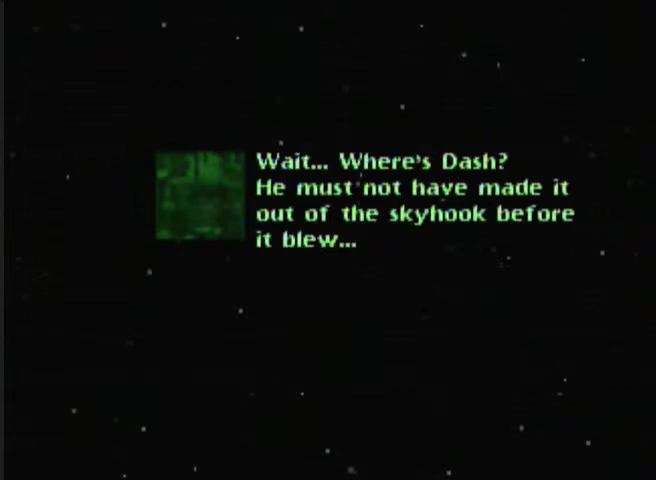 Wait... Where's Dash?
He must not have made it
out of the skyhook before
it blew...